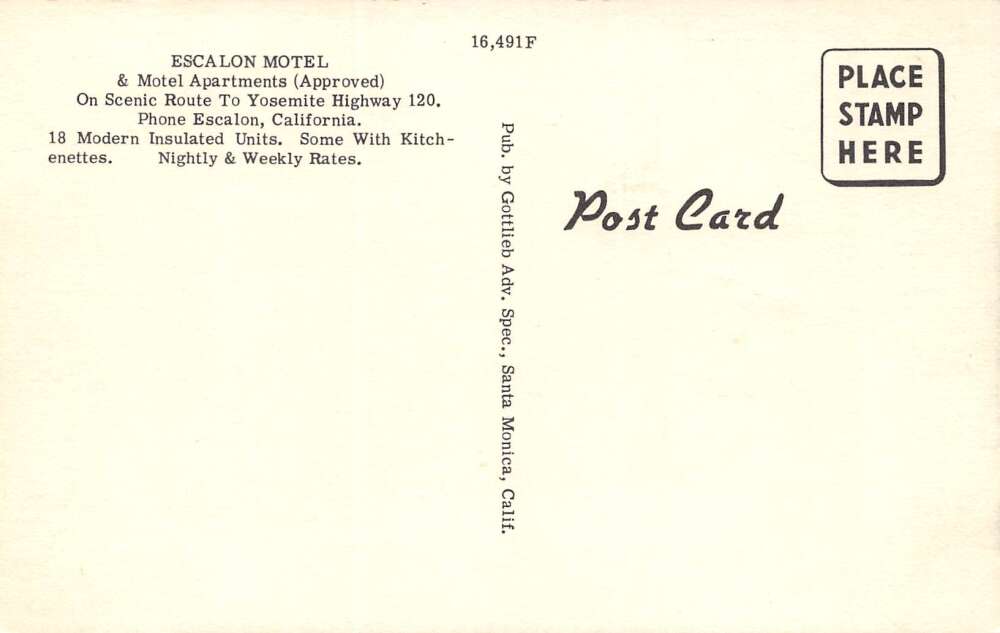 16,491F
ESCALON MOTEL
& Motel Apartments (Approved)
On Scenic Route To Yosemite Highway 120.
Phone Escalon, California.
18 Modern Insulated Units. Some With Kitch-
enettes. Nightly & Weekly Rates.
Pub. by Gottlieb Adv. Spec., Santa Monica, Calif.
PLACE
STAMP
HERE
Post Card